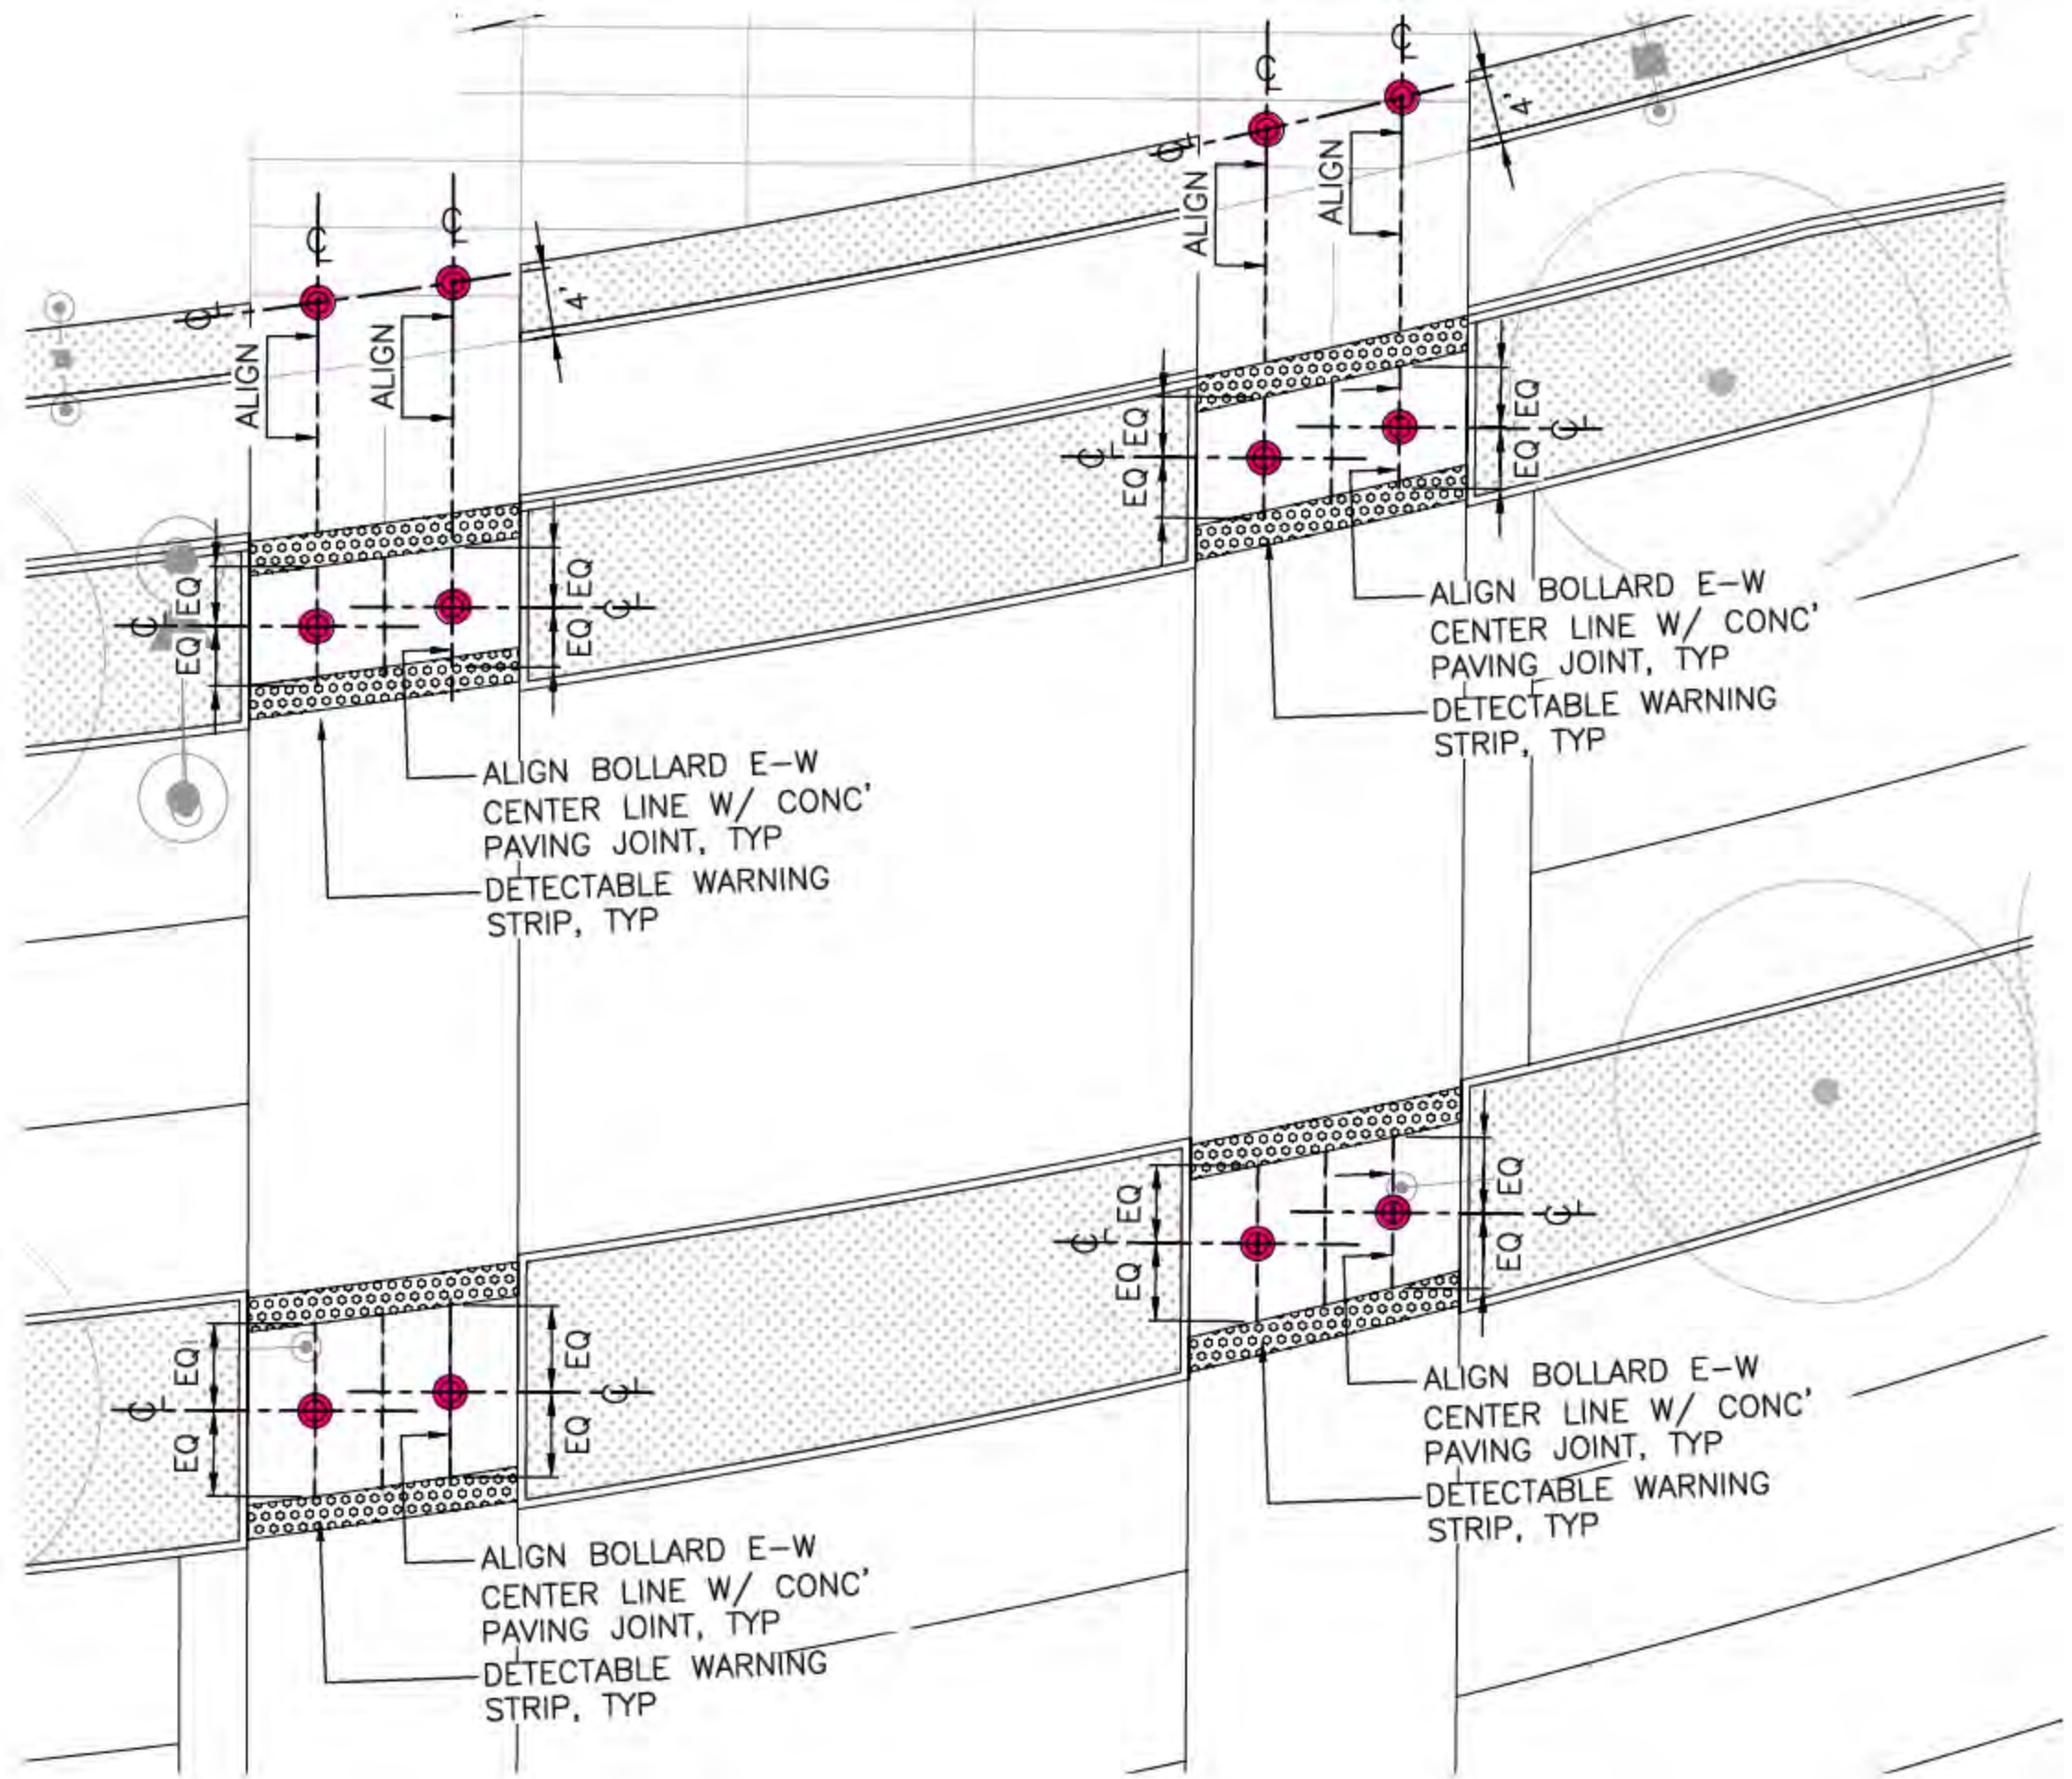 ℄
℄
4'
℄
ALIGN
ALIGN
℄
℄
4'
℄
ALIGN
ALIGN
EQ
EQ
℄
EQ
EQ
℄
ALIGN BOLLARD E-W
CENTER LINE W/ CONC'
PAVING JOINT, TYP
DETECTABLE WARNING
STRIP, TYP
EQ
EQ
℄
EQ
EQ
℄
ALIGN BOLLARD E-W
CENTER LINE W/ CONC'
PAVING JOINT, TYP
DETECTABLE WARNING
STRIP, TYP
EQ
EQ
℄
EQ
EQ
℄
ALIGN BOLLARD E-W
CENTER LINE W/ CONC'
PAVING JOINT, TYP
DETECTABLE WARNING
STRIP, TYP
EQ
EQ
℄
EQ
EQ
℄
ALIGN BOLLARD E-W
CENTER LINE W/ CONC'
PAVING JOINT, TYP
DETECTABLE WARNING
STRIP, TYP